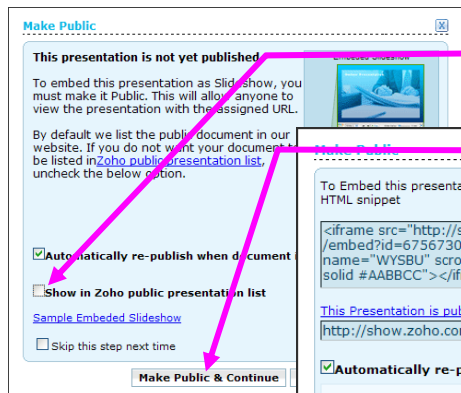 Make Public
X
This presentation is not yet published
Embeded Slideshow
To embed this presentation as Slideshow, you
must make it Public. This will allow anyone to
view the presentation with the assigned URL.
By default we list the public document in our
website. If you do not want your document to
be listed inZoho public presentation list,
uncheck the below option.
Automatically re-publish when document i
Show in Zoho public presentation list
Sample Embeded Slideshow
Skip this step next time
Make Public & Continue
Make Public
To Embed this presenta
HTML snippet
<iframe src="http://s
/embed?id=6756730
name="WYSBU" scro
solid #AABBCC"></if
This Presentation is pub
http://show.zoho.com
Automatically re-p